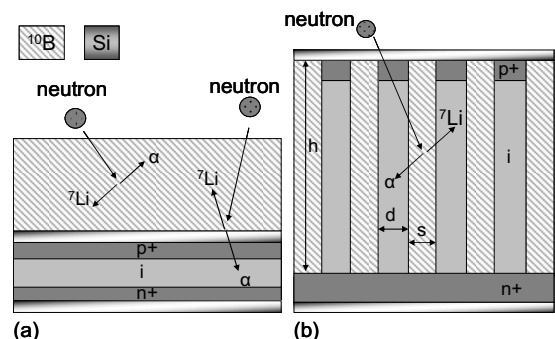 ¹⁰B Si
neutron
neutron
α
⁷Li
⁷Li
p+
i
n+
α
(a)
neutron
p+
h
⁷Li
i
α
d
s
n+
(b)